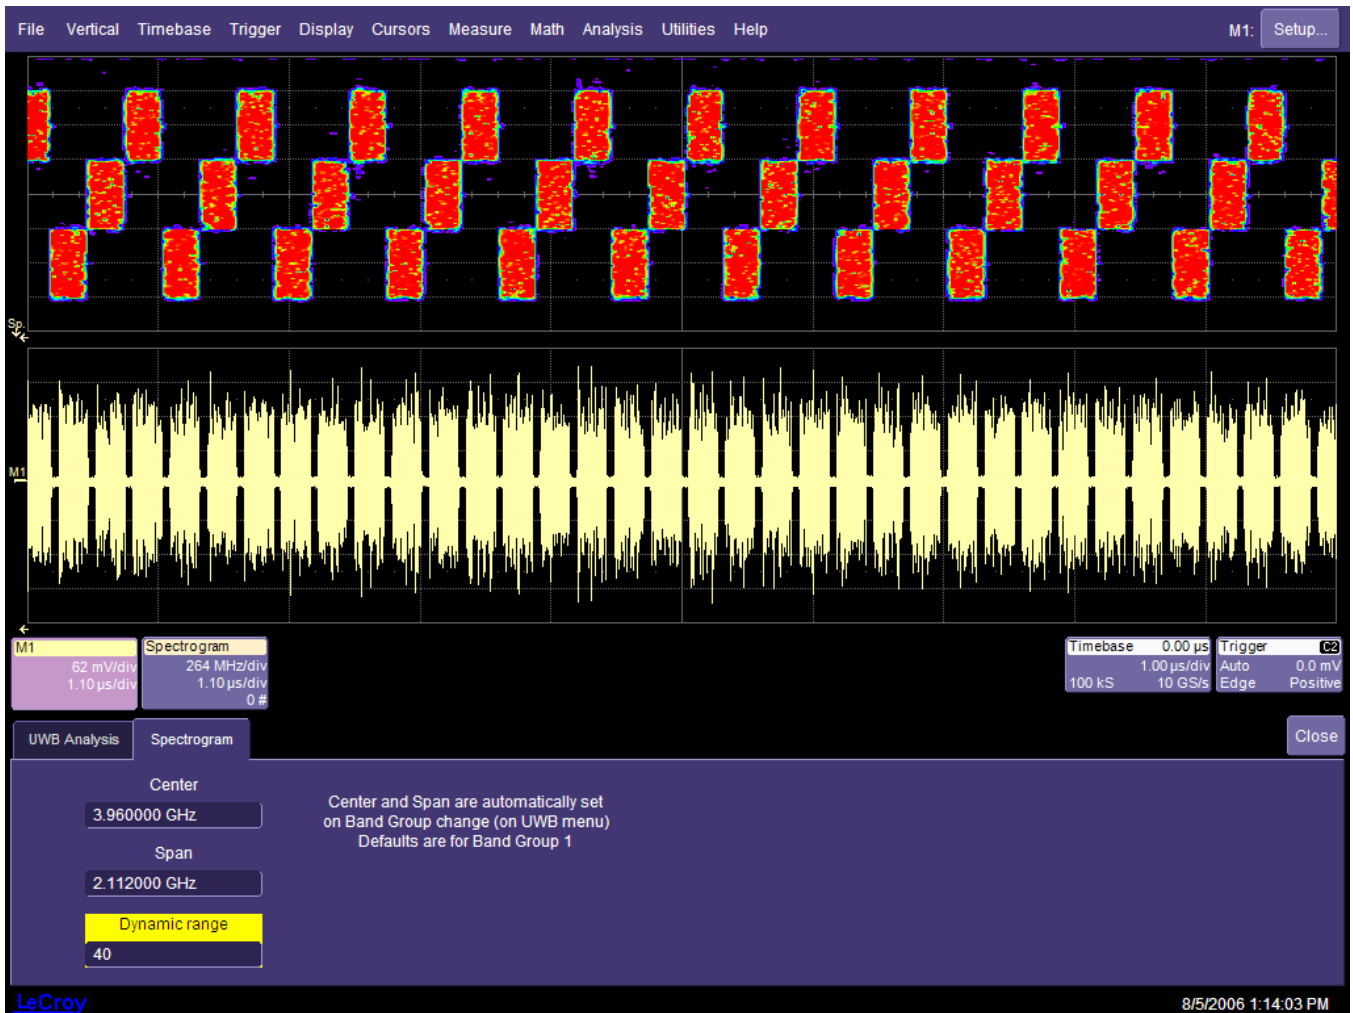 File Vertical Timebase Trigger Display Cursors Measure Math Analysis Utilities Help M1: Setup...
Sp.
M1
M1
62 mV/div
1.10 µs/div
Spectrogram
264 MHz/div
1.10 µs/div
0 #
Timebase 0.00 µs
1.00 µs/div
100 kS 10 GS/s
Trigger C2
Auto 0.0 mV
Edge Positive
UWB Analysis Spectrogram Close
Center
3.960000 GHz
Span
2.112000 GHz
Dynamic range
40
Center and Span are automatically set
on Band Group change (on UWB menu)
Defaults are for Band Group 1
LeCroy 8/5/2006 1:14:03 PM